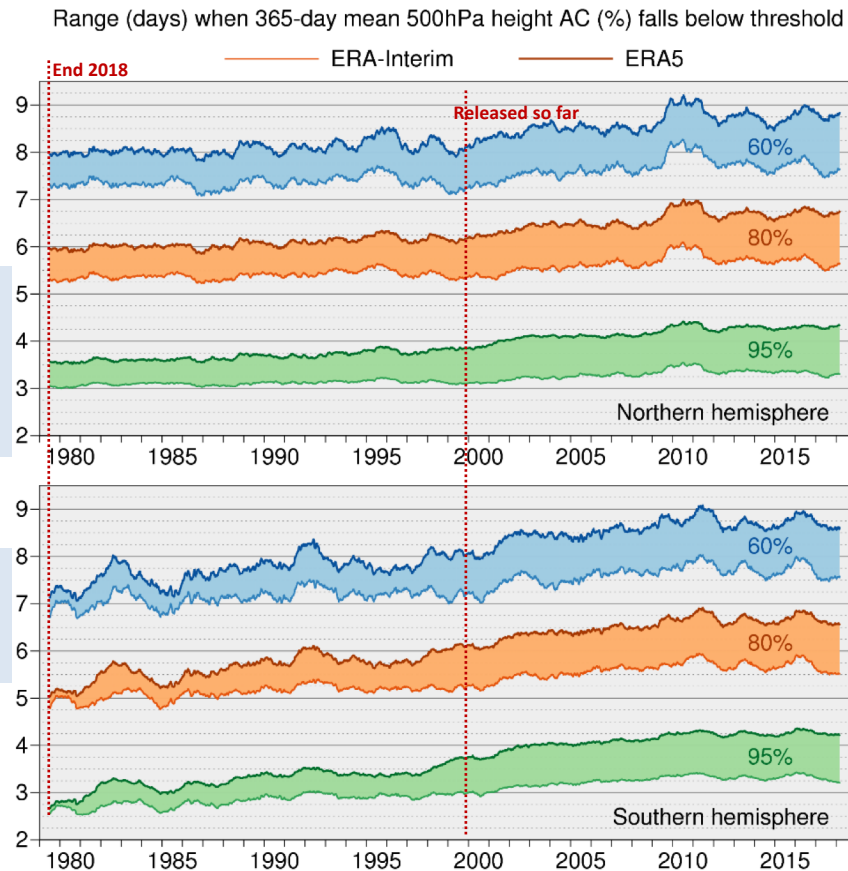 Range (days) when 365-day mean 500hPa height AC (%) falls below threshold
ERA-Interim ERA5
End 2018
Released so far
9
8
7
6
5
4
3
2
60%
80%
95%
Northern hemisphere
1980 1985 1990 1995 2000 2005 2010 2015
9
8
7
6
5
4
3
2
60%
80%
95%
Southern hemisphere
1980 1985 1990 1995 2000 2005 2010 2015